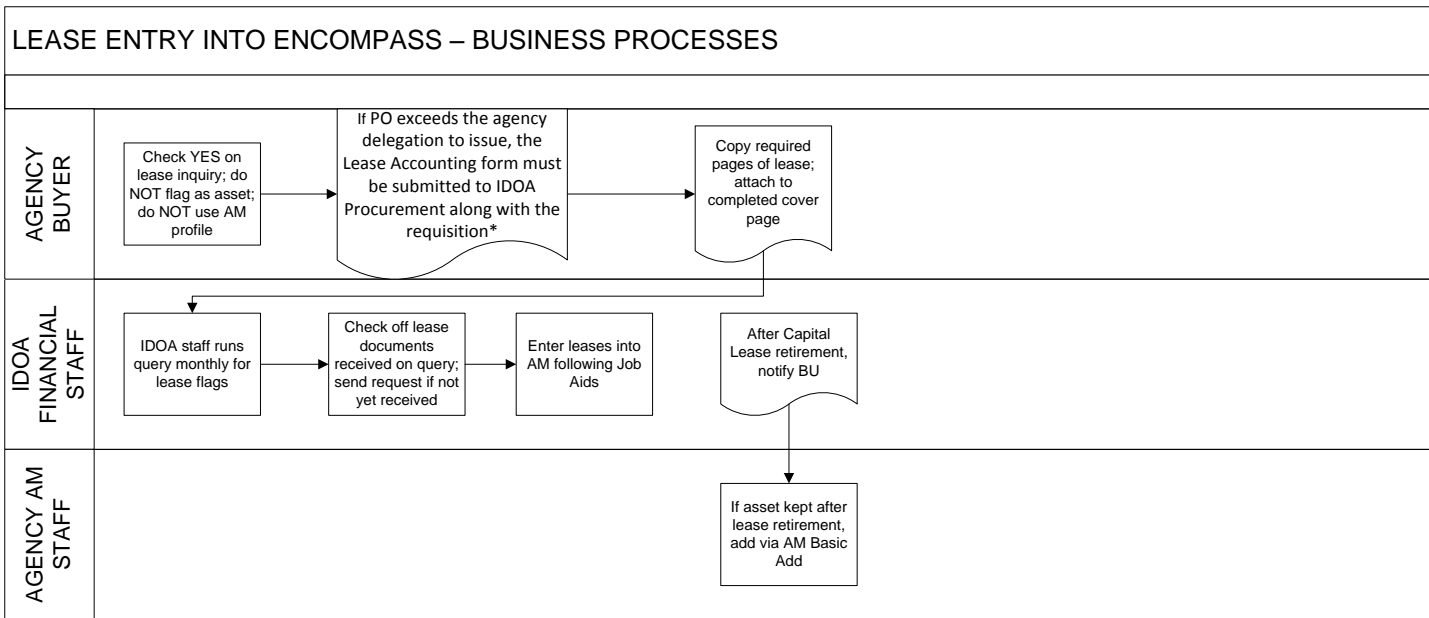 LEASE ENTRY INTO ENCOMPASS – BUSINESS PROCESSES
AGENCY
BUYER
Check YES on
lease inquiry; do
NOT flag as asset;
do NOT use AM
profile
If PO exceeds the agency
delegation to issue, the
Lease Accounting form must
be submitted to IDOA
Procurement along with the
requisition*
Copy required
pages of lease;
attach to
completed cover
page
IDOA
FINANCIAL
STAFF
IDOA staff runs
query monthly for
lease flags
Check off lease
documents
received on query;
send request if not
yet received
Enter leases into
AM following Job
Aids
After Capital
Lease retirement,
notify BU
AGENCY AM
STAFF
If asset kept after
lease retirement,
add via AM Basic
Add